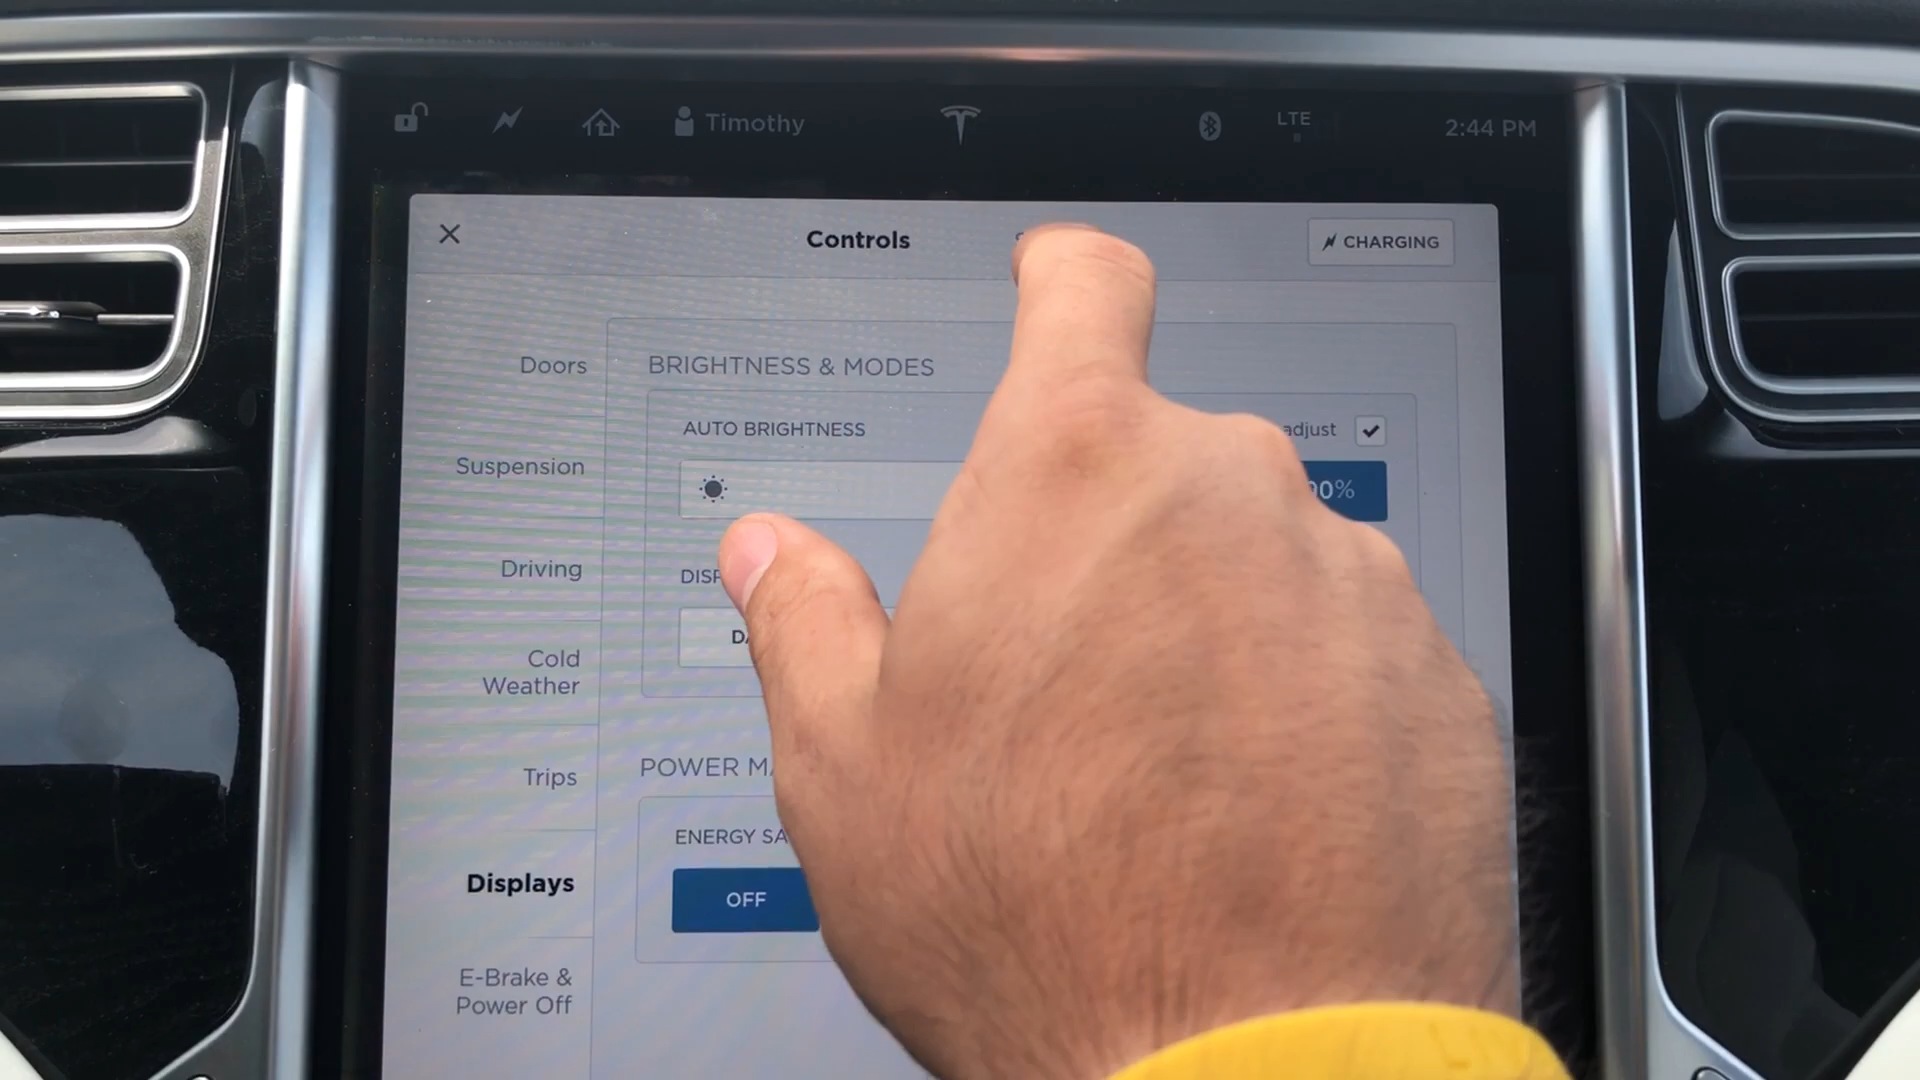 Timothy
LTE
2:44 PM
Controls
CHARGING
Doors
Suspension
Driving
Cold
Weather
Trips
Displays
E-Brake &
Power Off
BRIGHTNESS & MODES
AUTO BRIGHTNESS
adjust
POWER
ENERGY
OFF